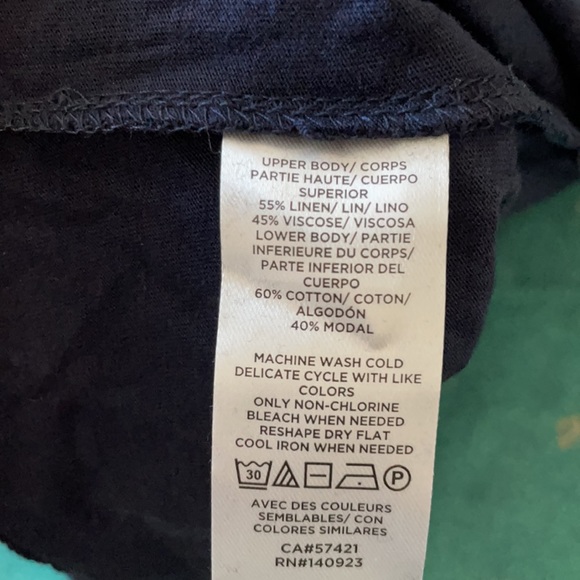 UPPER BODY/ CORPS
PARTIE HAUTE/ CUERPO
SUPERIOR
55% LINEN/ LIN/ LINO
45% VISCOSE/ VISCOSA
LOWER BODY/ PARTIE
INFERIEURE DU CORPS/
PARTE INFERIOR DEL
CUERPO
60% COTTON/ COTON/
ALGODÓN
40% MODAL
MACHINE WASH COLD
DELICATE CYCLE WITH LIKE
COLORS
ONLY NON-CHLORINE
BLEACH WHEN NEEDED
RESHAPE DRY FLAT
COOL IRON WHEN NEEDED
30 P
AVEC DES COULEURS
SEMBLABLES/ CON
COLORES SIMILARES
CA#57421
RN#140923